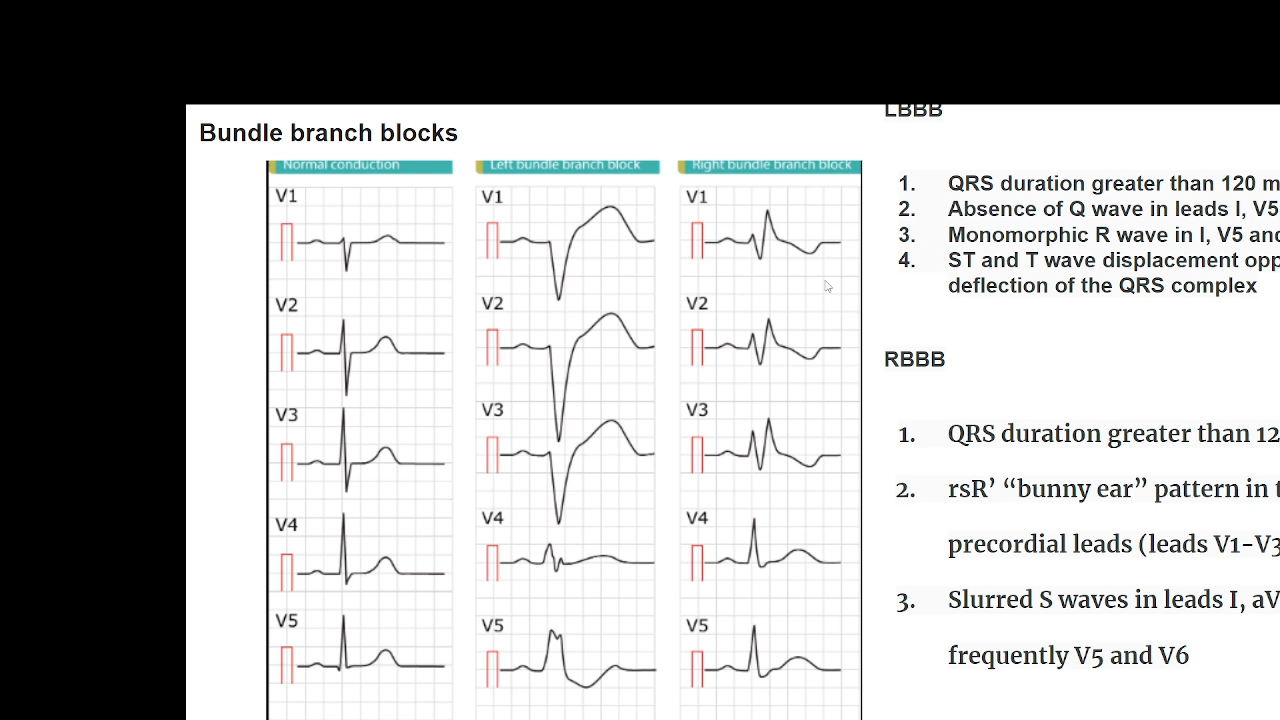 LBBB
Bundle branch blocks
Normal conduction
Left bundle branch block
Right bundle branch block
V1
V2
V3
V4
V5
V1
V2
V3
V4
V5
V1
V2
V3
V4
V5
1. QRS duration greater than 120 m
2. Absence of Q wave in leads I, V5
3. Monomorphic R wave in I, V5 and
4. ST and T wave displacement opp
deflection of the QRS complex
RBBB
1. QRS duration greater than 12
2. rsR’ “bunny ear” pattern in t
precordial leads (leads V1-V3
3. Slurred S waves in leads I, aV
frequently V5 and V6